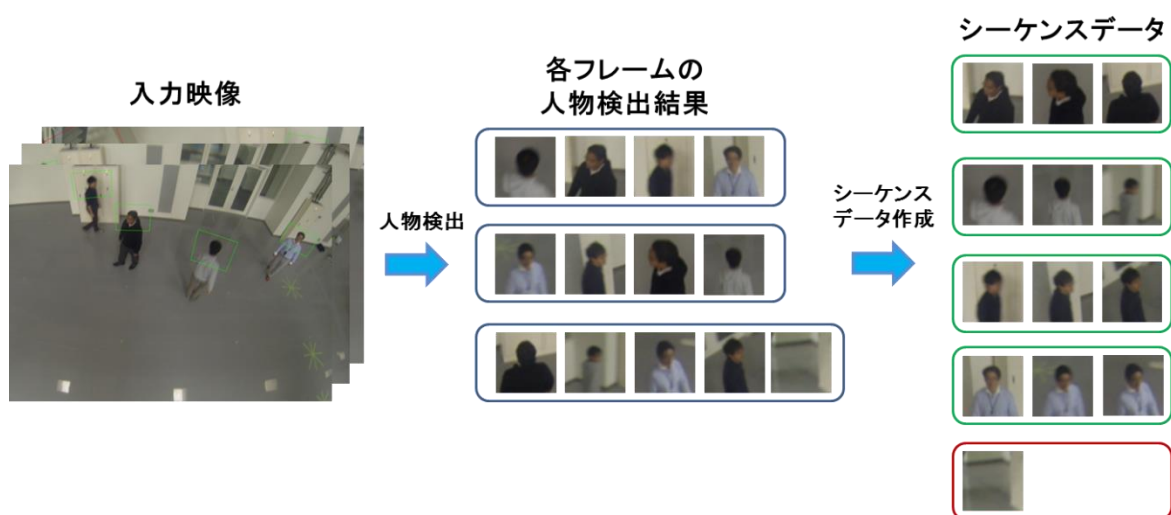 入力映像
人物検出
各フレームの
人物検出結果
シーケンス
データ作成
シーケンスデータ